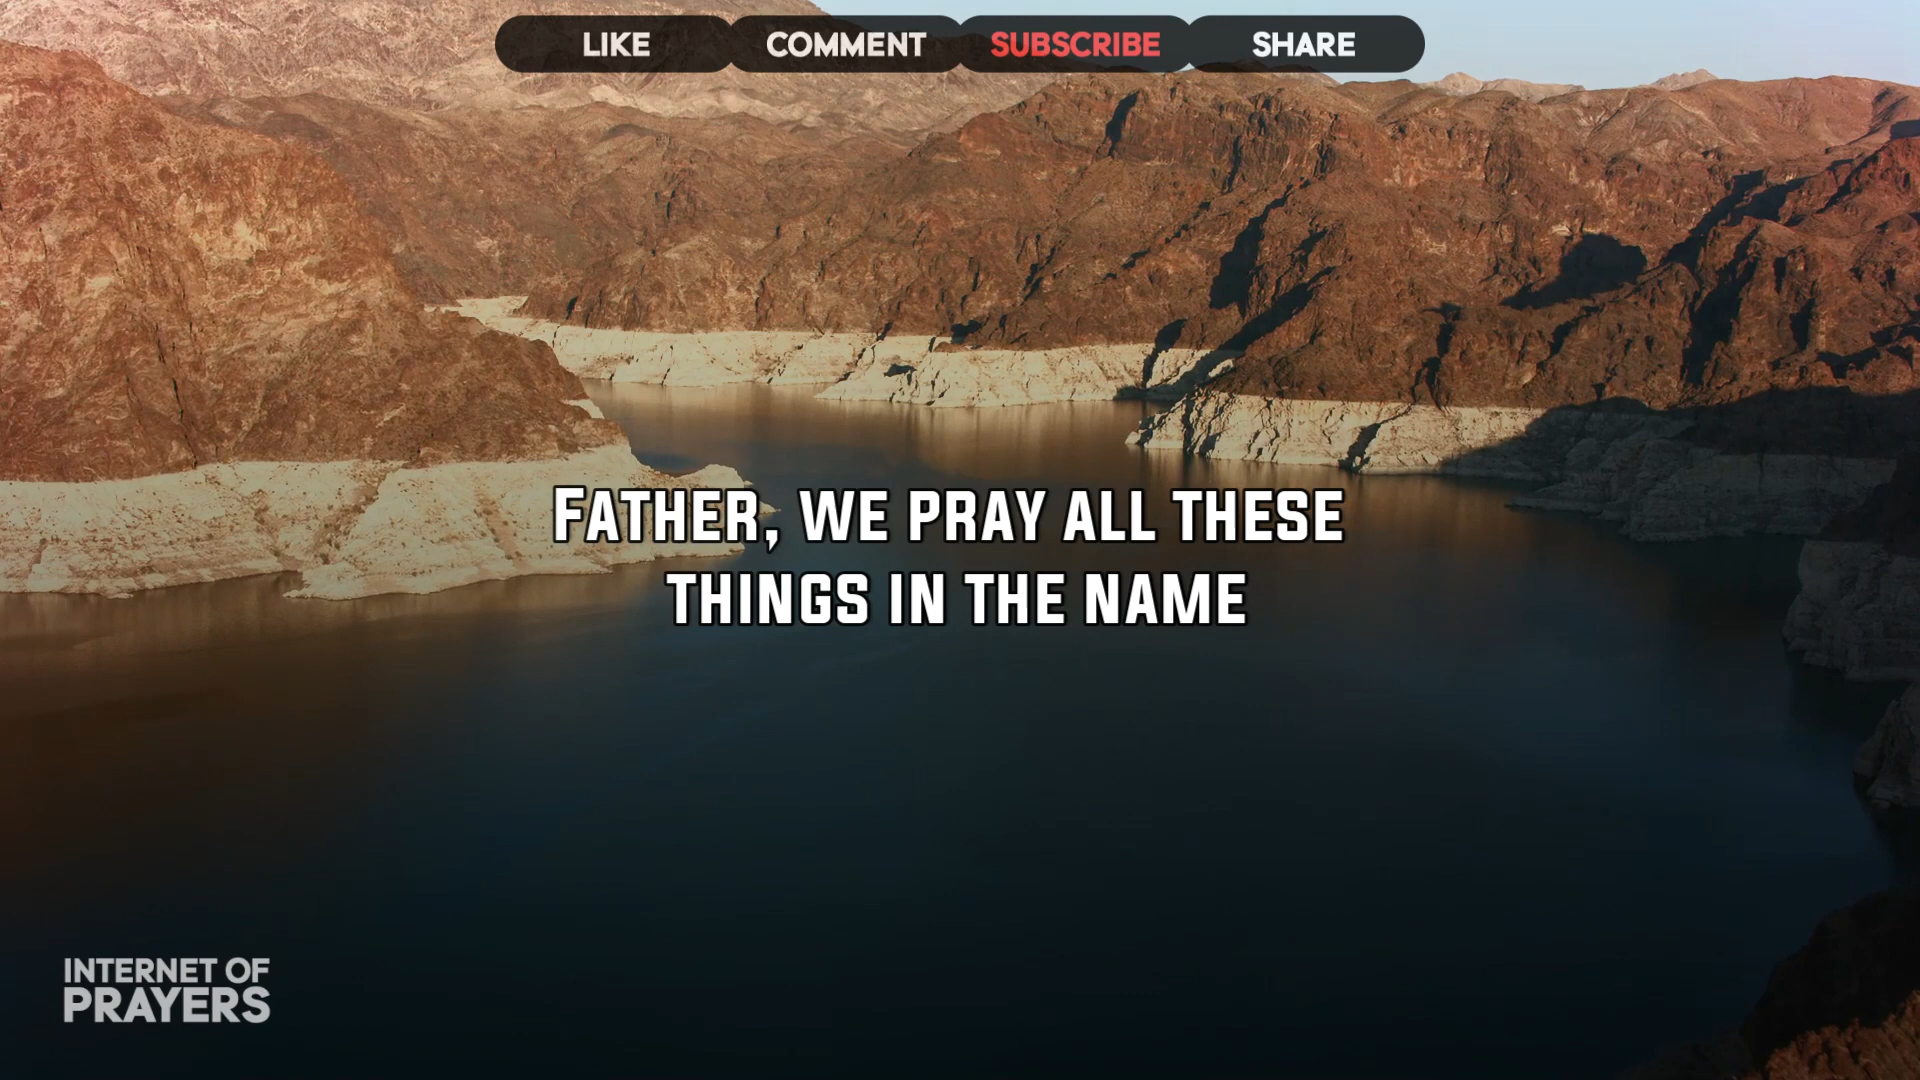 LIKE COMMENT SUBSCRIBE SHARE
FATHER, WE PRAY ALL THESE
THINGS IN THE NAME
INTERNET OF
PRAYERS